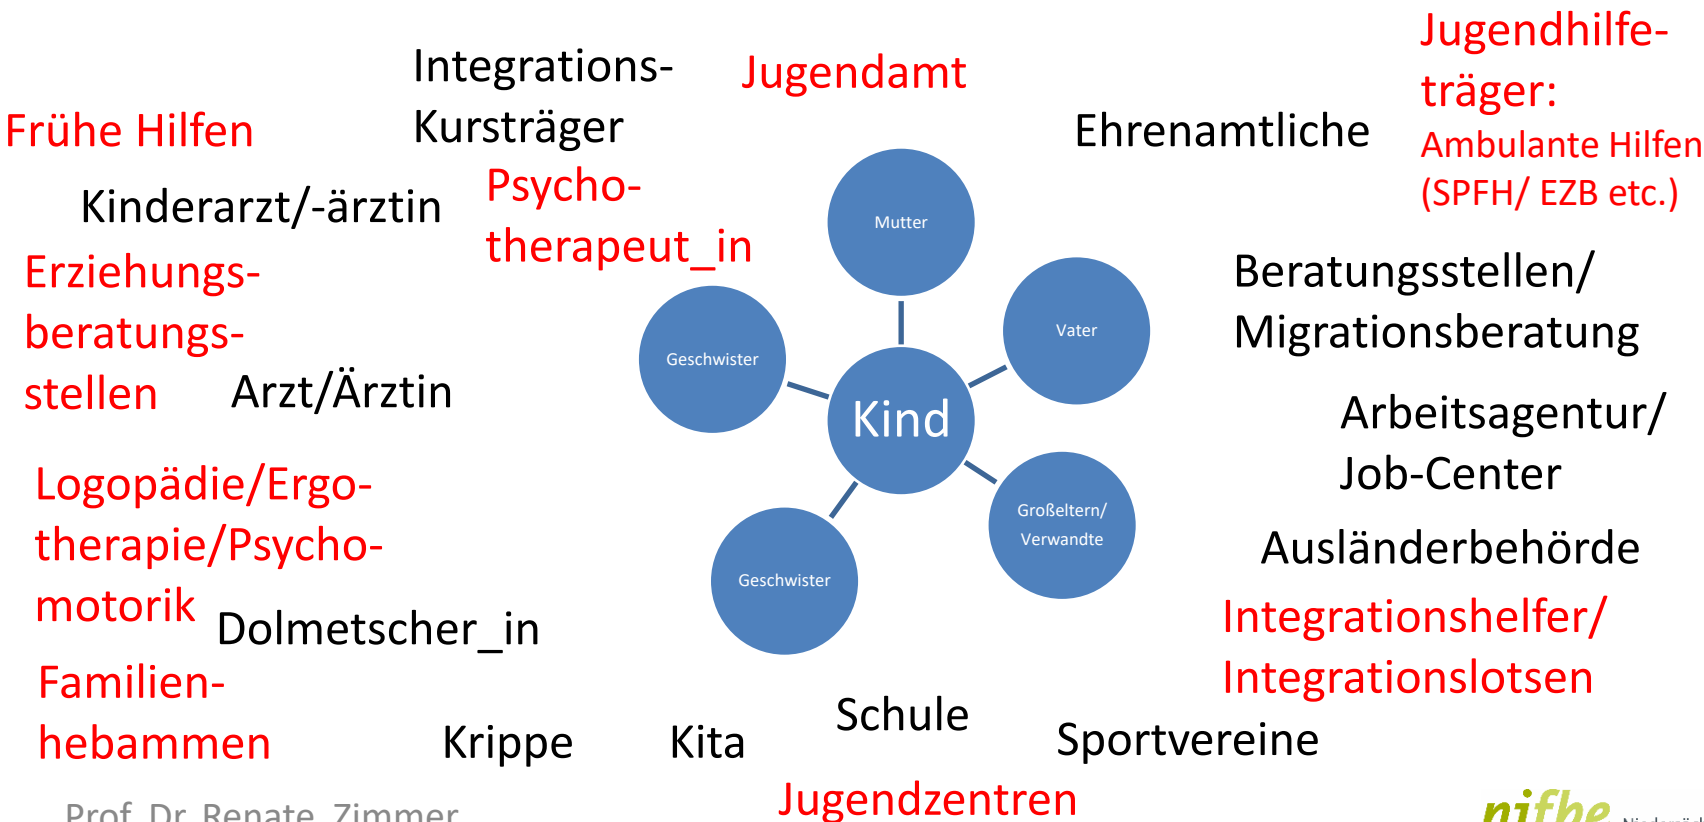 Jugendhilfe-
träger:
Ambulante Hilfen
(SPFH/ EZB etc.)
Integrations-
Kursträger
Jugendamt
Ehrenamtliche
Frühe Hilfen
Kinderarzt/-ärztin
Psycho-
therapeut_in
Mutter
Erziehungs-
beratungs-
stellen
Arzt/Ärztin
Geschwister
Vater
Beratungsstellen/
Migrationsberatung
Kind
Arbeitsagentur/
Job-Center
Logopädie/Ergo-
therapie/Psycho-
motorik
Großeltern/
Verwandte
Ausländerbehörde
Geschwister
Dolmetscher_in
Integrationshelfer/
Integrationslotsen
Familien-
hebammen
Krippe
Kita
Schule
Sportvereine
Jugendzentren
Prof. Dr. Renate Zimmer
nifbe